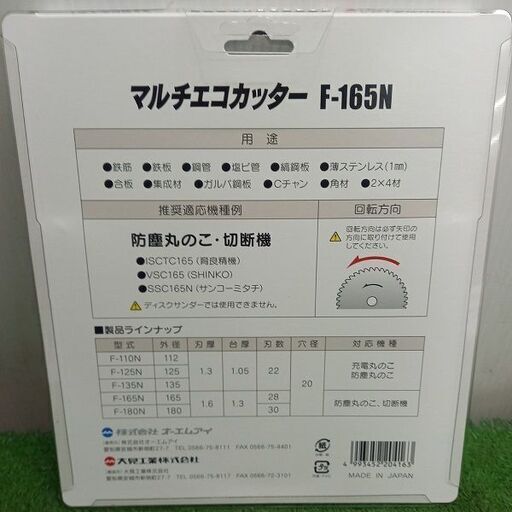 マルチエコカッター F-165N
用途
●鉄筋 ●鉄板 ●鋼管 ●塩ビ管 ●縞鋼板 ●薄ステンレス(1mm)
●合板 ●集成材 ●ガルバ鋼板 ●Cチャン ●角材 ●2×4材
推奨適応機種例
防塵丸のこ・切断機
●ISCTC165(育良精機)
●VSC165(SHINKO)
●SSC165N(サンコーミタチ)
ディスクサンダーでは使用できません。
回転方向
回転方向は必ず矢印の
方向に取り付けて使用
してください。
■製品ラインナップ
型式 外径 刃厚 台厚 刃数 穴径 対応機種
F-110N 112
F-125N 125 1.3 1.05 22 充電丸のこ
防塵丸のこ
F-135N 135
20
F-165N 165 1.6 1.3 28 防塵丸のこ、切断機
F-180N 180 30
株式会社 オーエムアイ
大見工業株式会社
紙
プラ
4 993452 204163
MADE IN JAPAN